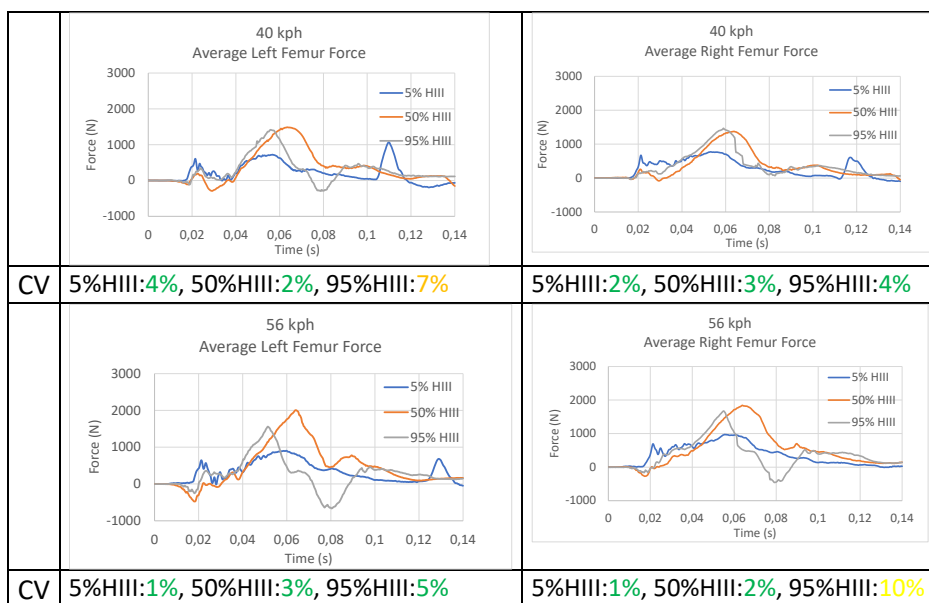 40 kph
Average Left Femur Force
3000
2000
1000
0
-1000
Force (N)
0 0,02 0,04 0,06 0,08 0,1 0,12 0,14
Time (s)
5% HIII
50% HIII
95% HIII
40 kph
Average Right Femur Force
3000
2000
1000
0
-1000
Force (N)
0 0,02 0,04 0,06 0,08 0,1 0,12 0,14
Time (s)
5% HIII
50% HIII
95% HIII
CV 5%HIII:4%, 50%HIII:2%, 95%HIII:7% 5%HIII:2%, 50%HIII:3%, 95%HIII:4%
56 kph
Average Left Femur Force
3000
2000
1000
0
-1000
Force (N)
0 0,02 0,04 0,06 0,08 0,1 0,12 0,14
Time (s)
5% HIII
50% HIII
95% HIII
56 kph
Average Right Femur Force
3000
2000
1000
0
-1000
Force (N)
0 0,02 0,04 0,06 0,08 0,1 0,12 0,14
Time (s)
5% HIII
50% HIII
95% HIII
CV 5%HIII:1%, 50%HIII:3%, 95%HIII:5% 5%HIII:1%, 50%HIII:2%, 95%HIII:10%